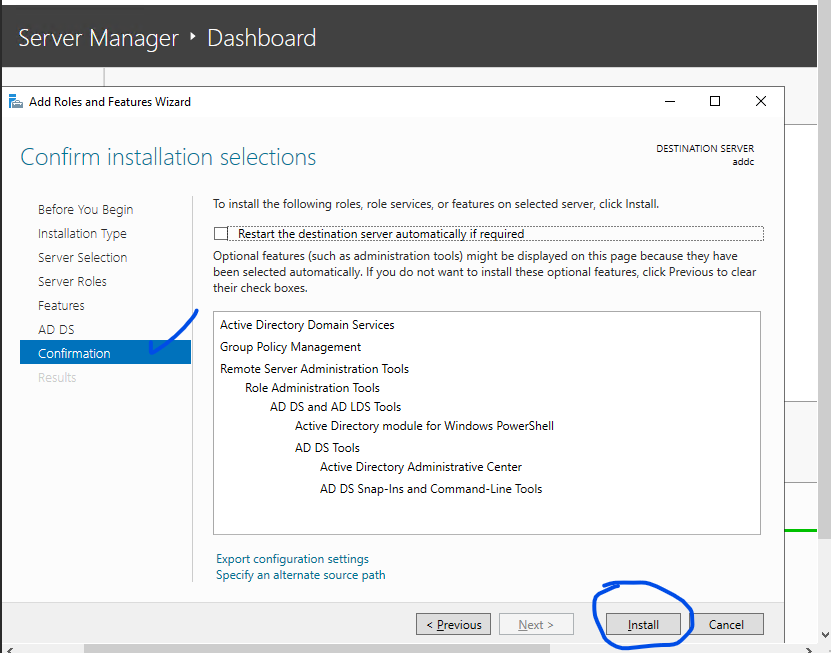 Server Manager ‣ Dashboard
Add Roles and Features Wizard
Confirm installation selections
DESTINATION SERVER
addc
Before You Begin
Installation Type
Server Selection
Server Roles
Features
AD DS
Confirmation
Results
To install the following roles, role services, or features on selected server, click Install.
Restart the destination server automatically if required
Optional features (such as administration tools) might be displayed on this page because they have
been selected automatically. If you do not want to install these optional features, click Previous to clear
their check boxes.
Active Directory Domain Services
Group Policy Management
Remote Server Administration Tools
Role Administration Tools
AD DS and AD LDS Tools
Active Directory module for Windows PowerShell
AD DS Tools
Active Directory Administrative Center
AD DS Snap-Ins and Command-Line Tools
Export configuration settings
Specify an alternate source path
< Previous
Next >
Install
Cancel